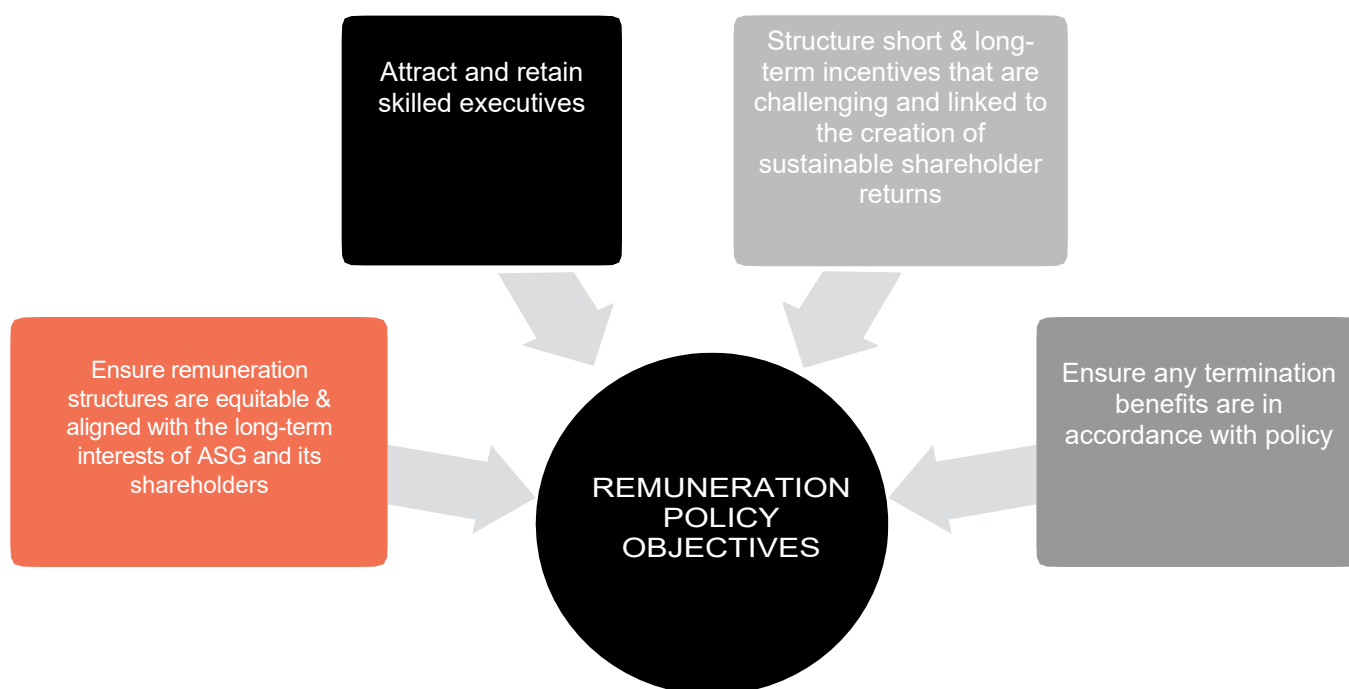 Attract and retain
skilled executives
Structure short & long-
term incentives that are
challenging and linked to
the creation of
sustainable shareholder
returns
Ensure remuneration
structures are equitable &
aligned with the long-term
interests of ASG and its
shareholders
Ensure any termination
benefits are in
accordance with policy
REMUNERATION
POLICY
OBJECTIVES